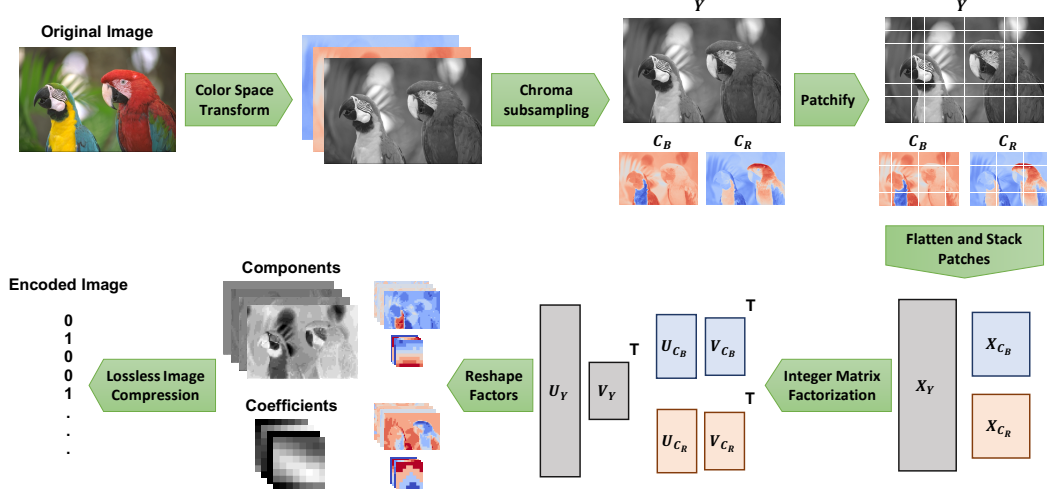 Original Image
Color Space
Transform
Chroma
subsampling
Y
C_B
C_R
Patchify
Y
C_B
C_R
Flatten and Stack
Patches
X_Y
X_{C_B}
X_{C_R}
Integer Matrix
Factorization
U_Y
V_Y
T
U_{C_B}
V_{C_B}
T
U_{C_R}
V_{C_R}
T
Reshape
Factors
Components
Coefficients
Lossless Image
Compression
Encoded Image
0
1
0
0
1
.
.
.